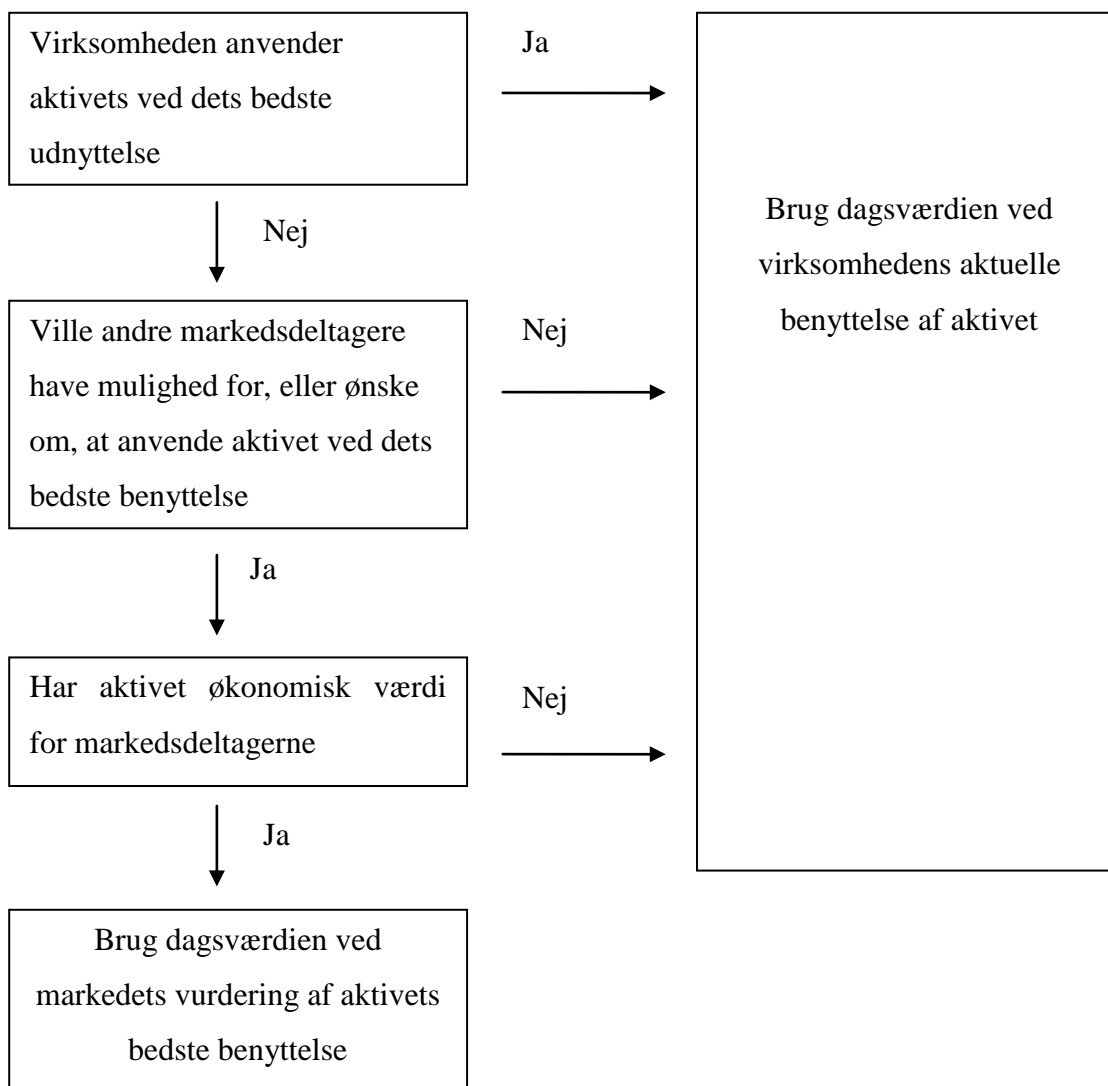 Virksomheden anvender
aktivets ved dets bedste
udnyttelse
Ja
Nej
Brug dagsværdien ved
virksomhedens aktuelle
benyttelse af aktivet
Ville andre markedsdeltagere
have mulighed for, eller ønske
om, at anvende aktivet ved dets
bedste benyttelse
Nej
Ja
Har aktivet økonomisk værdi
for markedsdeltagerne
Nej
Ja
Brug dagsværdien ved
markedets vurdering af aktivets
bedste benyttelse